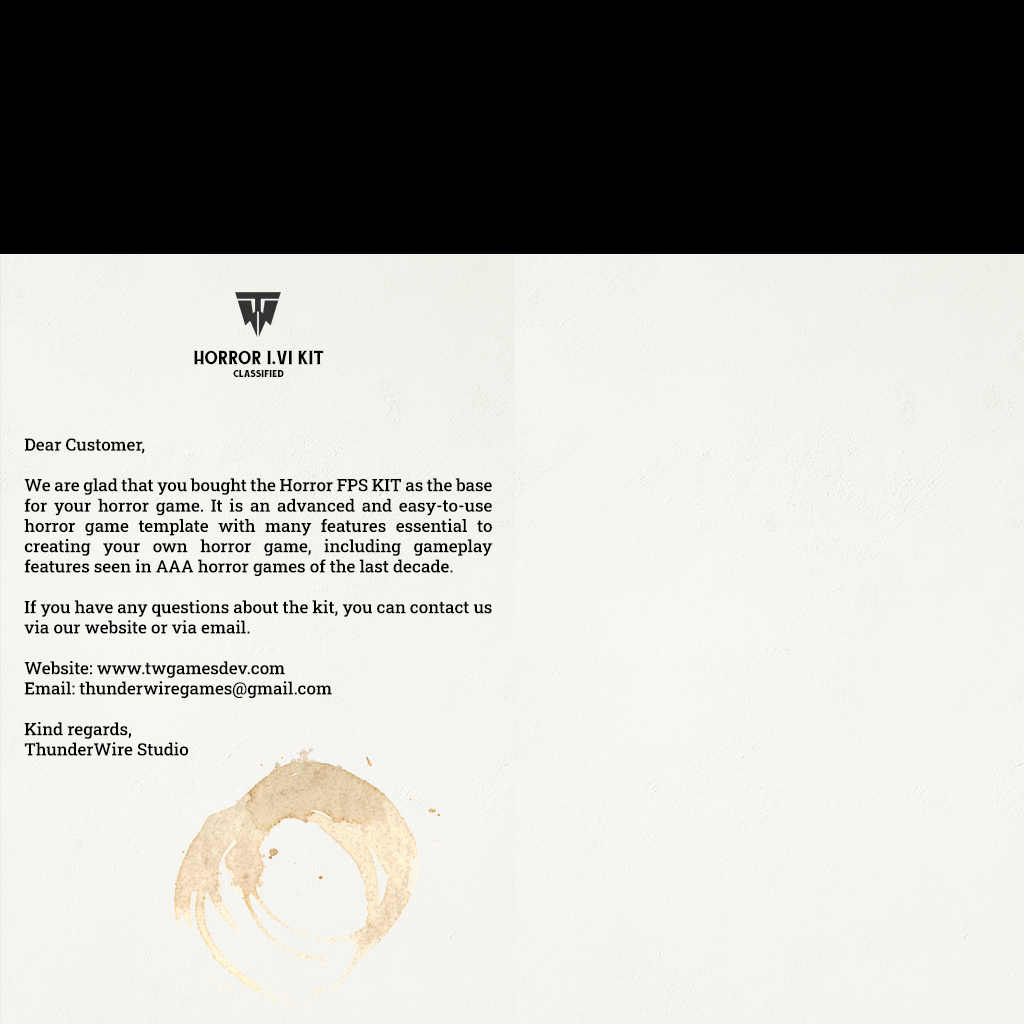 HORROR I.VI KIT
CLASSIFIED
Dear Customer,
We are glad that you bought the Horror FPS KIT as the base
for your horror game. It is an advanced and easy-to-use
horror game template with many features essential to
creating your own horror game, including gameplay
features seen in AAA horror games of the last decade.
If you have any questions about the kit, you can contact us
via our website or via email.
Website: www.twgamesdev.com
Email: thunderwiregames@gmail.com
Kind regards,
ThunderWire Studio